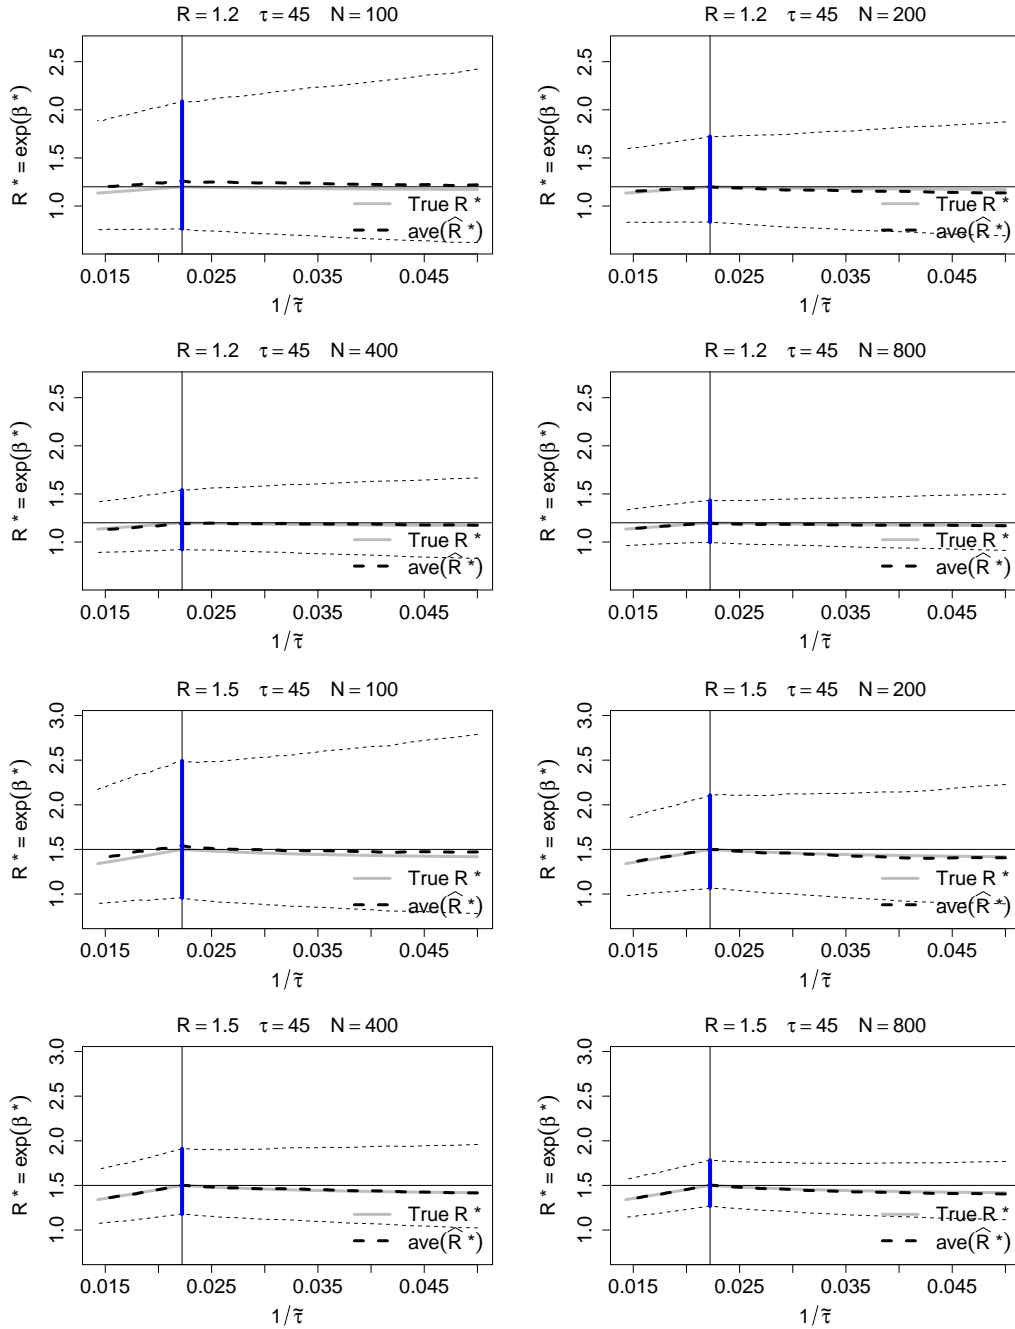 R = 1.2 τ = 45 N = 100
R* = exp(β*)
2.5
2.0
1.5
1.0
True R*
ave(R̂*)
0.015 0.025 0.035 0.045
1/τ̃
R = 1.2 τ = 45 N = 200
R* = exp(β*)
2.5
2.0
1.5
1.0
True R*
ave(R̂*)
0.015 0.025 0.035 0.045
1/τ̃
R = 1.2 τ = 45 N = 400
R* = exp(β*)
2.5
2.0
1.5
1.0
True R*
ave(R̂*)
0.015 0.025 0.035 0.045
1/τ̃
R = 1.2 τ = 45 N = 800
R* = exp(β*)
2.5
2.0
1.5
1.0
True R*
ave(R̂*)
0.015 0.025 0.035 0.045
1/τ̃
R = 1.5 τ = 45 N = 100
R* = exp(β*)
3.0
2.5
2.0
1.5
1.0
True R*
ave(R̂*)
0.015 0.025 0.035 0.045
1/τ̃
R = 1.5 τ = 45 N = 200
R* = exp(β*)
3.0
2.5
2.0
1.5
1.0
True R*
ave(R̂*)
0.015 0.025 0.035 0.045
1/τ̃
R = 1.5 τ = 45 N = 400
R* = exp(β*)
3.0
2.5
2.0
1.5
1.0
True R*
ave(R̂*)
0.015 0.025 0.035 0.045
1/τ̃
R = 1.5 τ = 45 N = 800
R* = exp(β*)
3.0
2.5
2.0
1.5
1.0
True R*
ave(R̂*)
0.015 0.025 0.035 0.045
1/τ̃